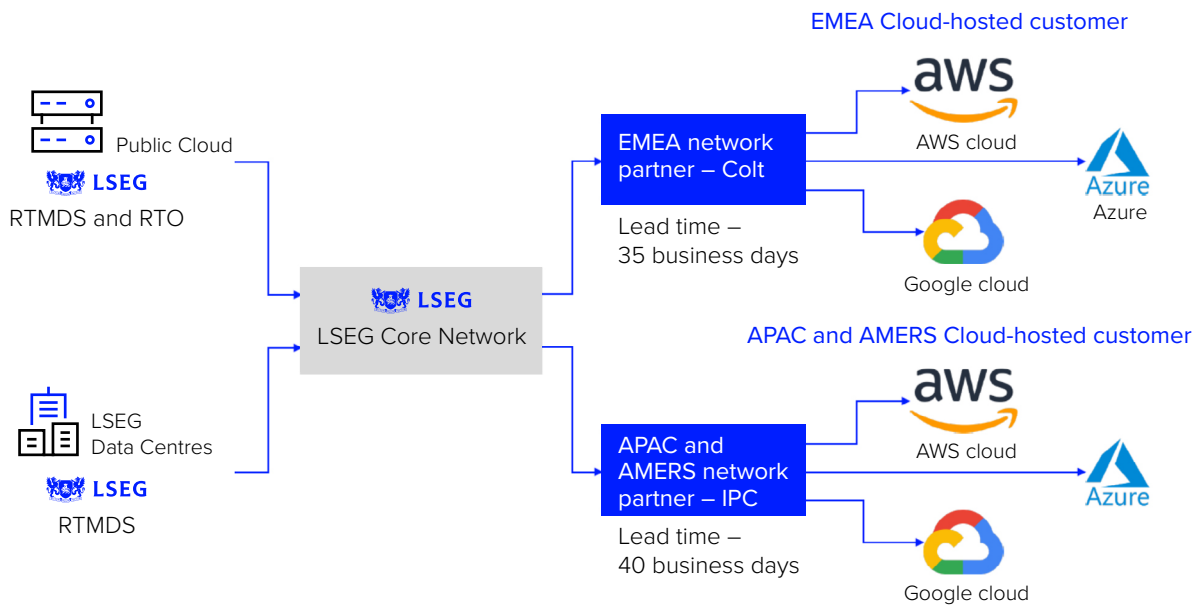 EMEA Cloud-hosted customer
Public Cloud
LSEG
RTMDS and RTO
LSEG
Data Centres
LSEG
RTMDS
LSEG
LSEG Core Network
EMEA network
partner – Colt
Lead time –
35 business days
aws
AWS cloud
Azure
Azure
Google cloud
APAC and AMERS Cloud-hosted customer
APAC and
AMERS network
partner – IPC
Lead time –
40 business days
aws
AWS cloud
Azure
Google cloud